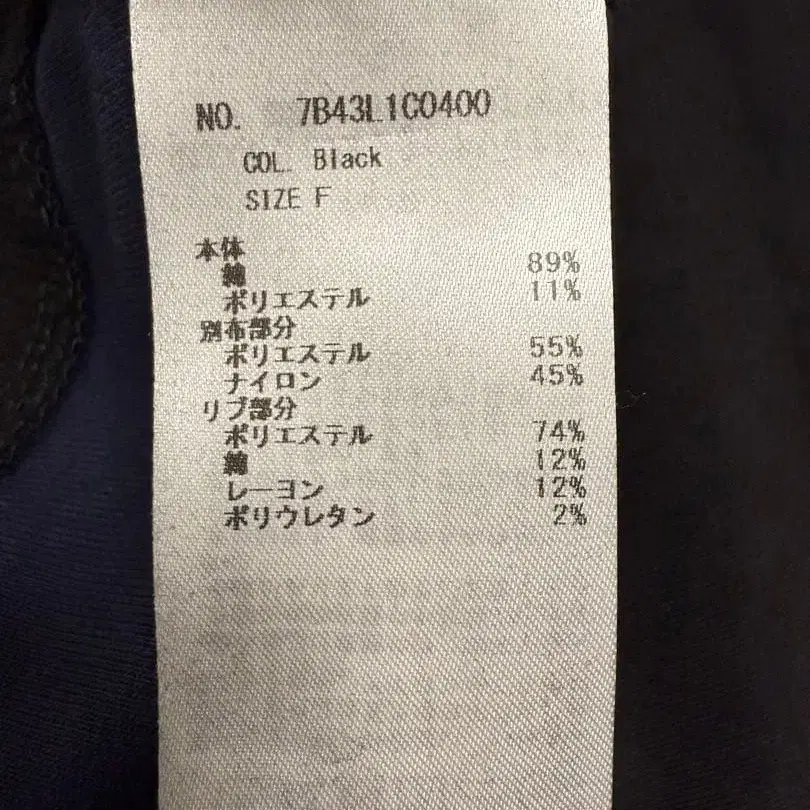 NO. 7B43L1C0400
COL. Black
SIZE F
本体
綿 89%
ポリエステル 11%
別布部分
ポリエステル 55%
ナイロン 45%
リブ部分
ポリエステル 74%
綿 12%
レーヨン 12%
ポリウレタン 2%